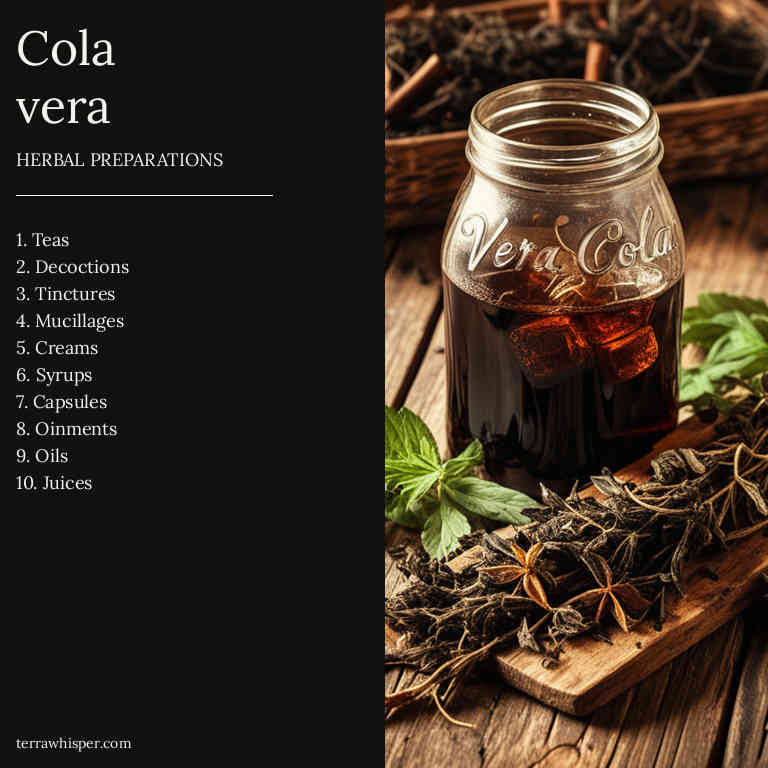 Cola
vera
HERBAL PREPARATIONS
1. Teas
2. Decoctions
3. Tinctures
4. Mucillages
5. Creams
6. Syrups
7. Capsules
8. Oinments
9. Oils
10. Juices
terrawhisper.com
Vera Cola